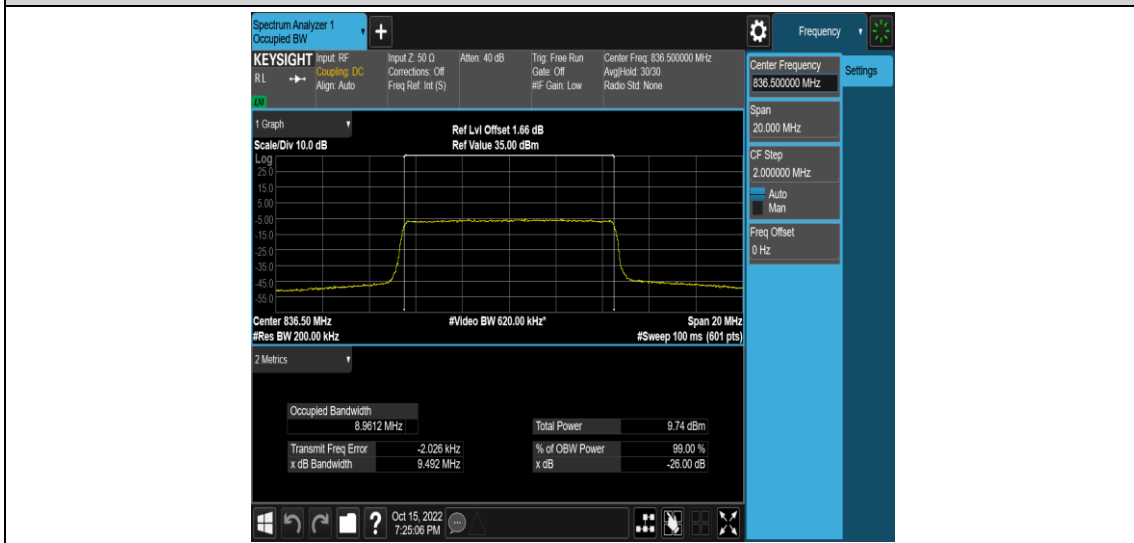 Spectrum Analyzer 1
Occupied BW
Frequency
KEYSIGHT
RL
LXI
Input: RF
Coupling: DC
Align: Auto
Input Z: 50 Ω
Corrections: Off
Freq Ref: Int (S)
Atten: 40 dB
Trig: Free Run
Gate: Off
#IF Gain: Low
Center Freq: 836.500000 MHz
Avg|Hold: 30/30
Radio Std: None
Center Frequency
836.500000 MHz
Settings
Span
20.000 MHz
CF Step
2.000000 MHz
Auto
Man
Freq Offset
0 Hz
1 Graph
Scale/Div 10.0 dB
Ref Lvl Offset 1.66 dB
Ref Value 35.00 dBm
Log
25.0
15.0
5.00
-5.00
-15.0
-25.0
-35.0
-45.0
-55.0
Center 836.50 MHz
#Res BW 200.00 kHz
#Video BW 620.00 kHz*
Span 20 MHz
#Sweep 100 ms (601 pts)
2 Metrics
Occupied Bandwidth
8.9612 MHz
Total Power 9.74 dBm
Transmit Freq Error -2.026 kHz
% of OBW Power 99.00 %
x dB Bandwidth 9.492 MHz
x dB -26.00 dB
?
Oct 15, 2022
7:25:06 PM